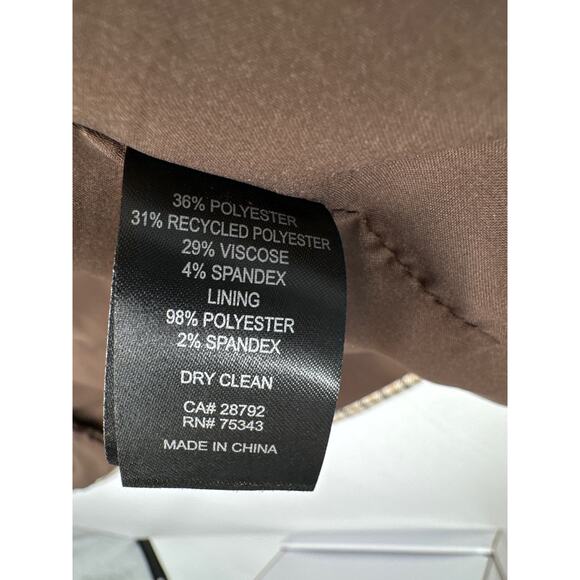 36% POLYESTER
31% RECYCLED POLYESTER
29% VISCOSE
4% SPANDEX
LINING
98% POLYESTER
2% SPANDEX
DRY CLEAN
CA# 28792
RN# 75343
MADE IN CHINA